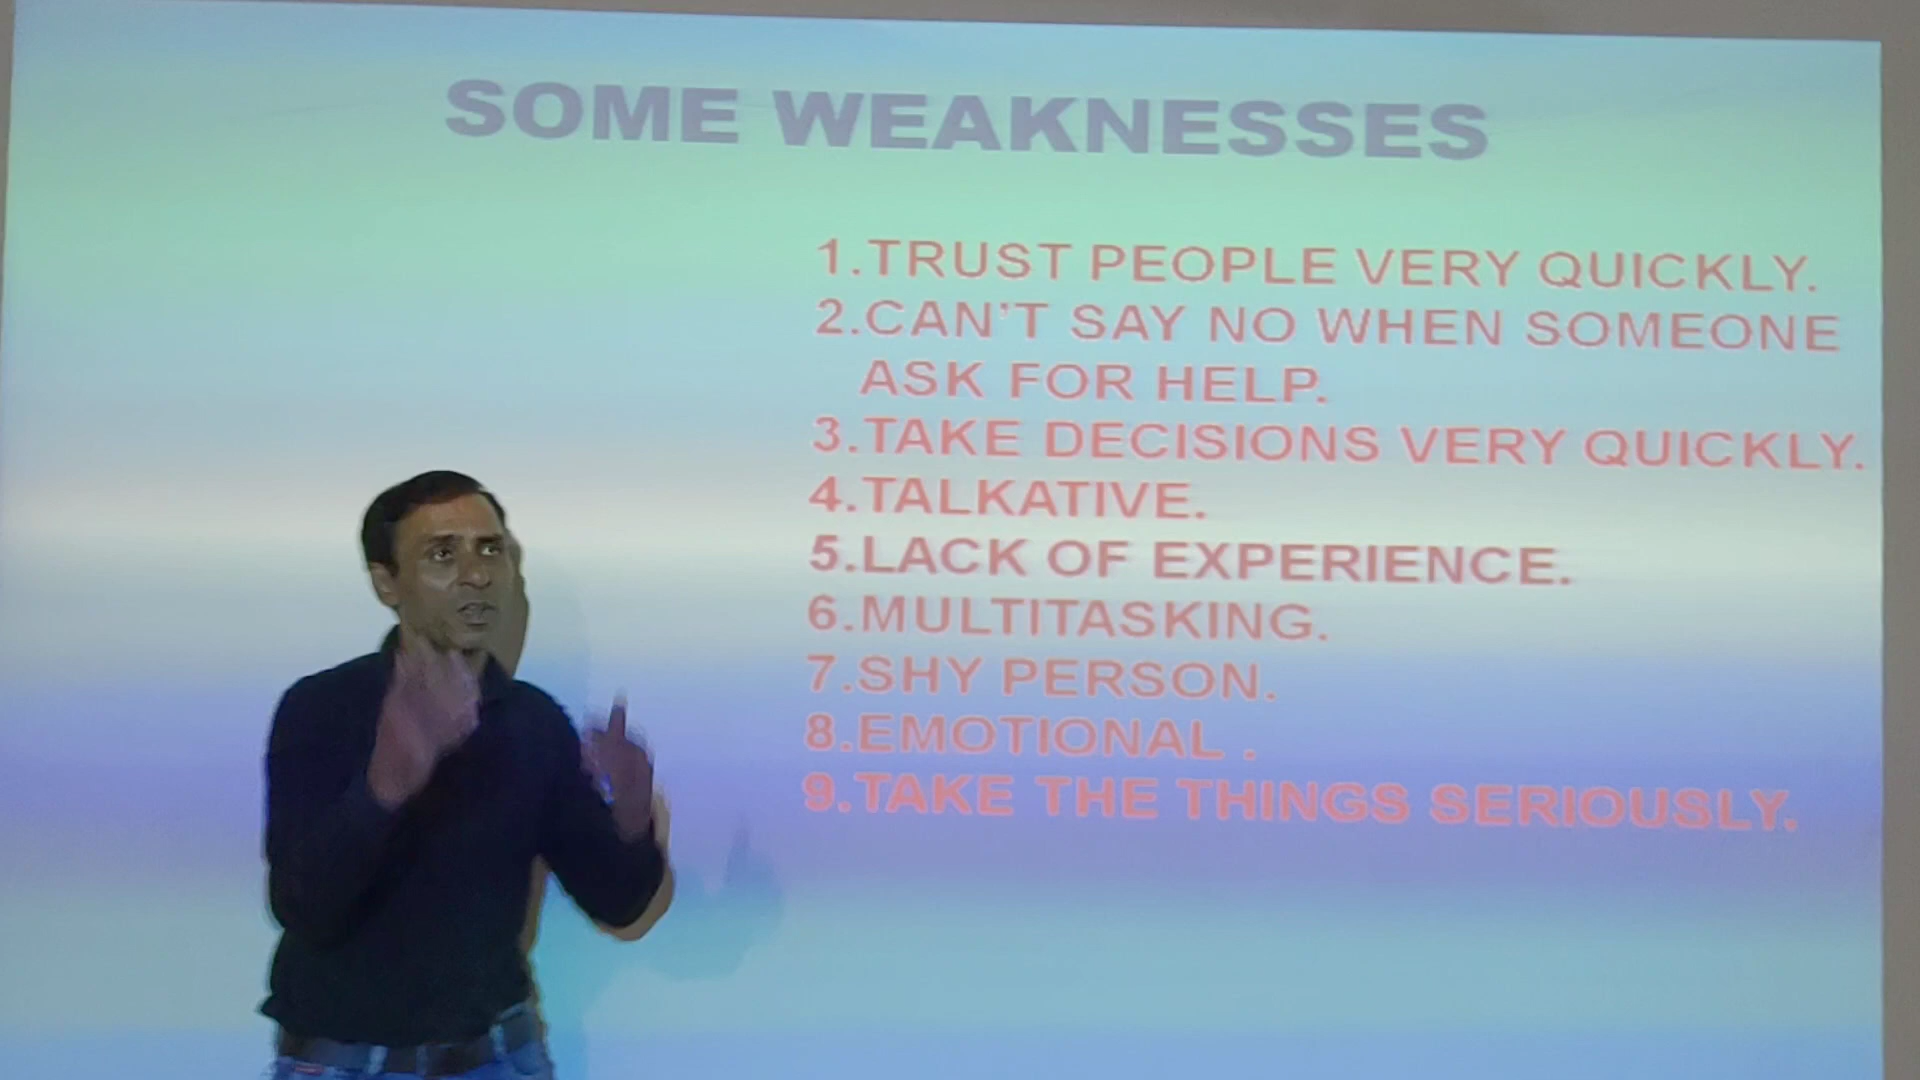 SOME WEAKNESSES
1.TRUST PEOPLE VERY QUICKLY.
2.CAN'T SAY NO WHEN SOMEONE
ASK FOR HELP.
3.TAKE DECISIONS VERY QUICKLY.
4.TALKATIVE.
5.LACK OF EXPERIENCE.
6.MULTITASKING.
7.SHY PERSON.
8.EMOTIONAL .
9.TAKE THE THINGS SERIOUSLY.